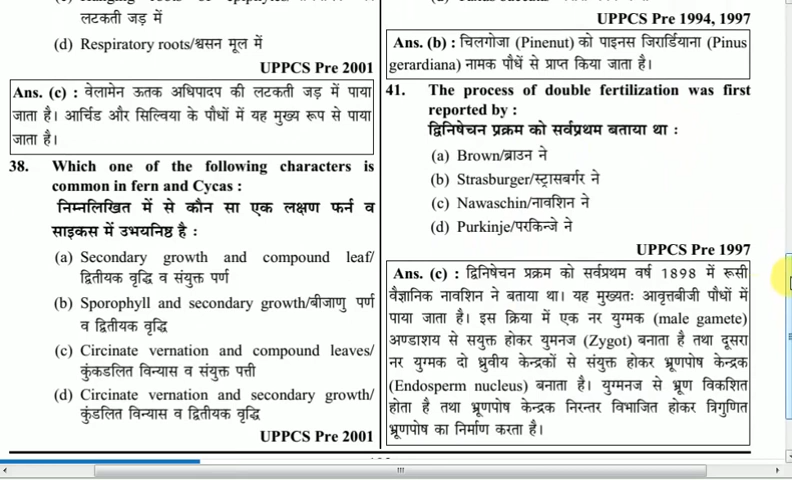 लटकती जड़ में
(d) Respiratory roots/श्वसन मूल में
UPPCS Pre 2001
Ans. (c) : वेलामेन ऊतक अधिपादप की लटकती जड़ में पाया
जाता है। आर्चिड और सिल्विया के पौधों में यह मुख्य रूप से पाया
जाता है।
38. Which one of the following characters is
common in fern and Cycas :
निम्नलिखित में से कौन सा एक लक्षण फर्न व
साइकस में उभयनिष्ठ है :
(a) Secondary growth and compound leaf/
द्वितीयक वृद्धि व संयुक्त पर्ण
(b) Sporophyll and secondary growth/बीजाणु पर्ण
व द्वितीयक वृद्धि
(c) Circinate vernation and compound leaves/
कुंकडलित विन्यास व संयुक्त पत्ती
(d) Circinate vernation and secondary growth/
कुंडलित विन्यास व द्वितीयक वृद्धि
UPPCS Pre 2001
UPPCS Pre 1994, 1997
Ans. (b) : चिलगोजा (Pinenut) को पाइनस जिरार्डियाना (Pinus
gerardiana) नामक पौधें से प्राप्त किया जाता है।
41. The process of double fertilization was first
reported by :
द्विनिषेचन प्रक्रम को सर्वप्रथम बताया था :
(a) Brown/ब्राउन ने
(b) Strasburger/स्ट्रासबर्गर ने
(c) Nawaschin/नावशिन ने
(d) Purkinje/परकिन्जे ने
UPPCS Pre 1997
Ans. (c) : द्विनिषेचन प्रक्रम को सर्वप्रथम वर्ष 1898 में रूसी
वैज्ञानिक नावशिन ने बताया था। यह मुख्यतः आवृत्तबीजी पौधों में
पाया जाता है। इस क्रिया में एक नर युग्मक (male gamete)
अण्डाशय से सयुक्त होकर युमनज (Zygot) बनाता है तथा दूसरा
नर युग्मक दो ध्रुवीय केन्द्रकों से संयुक्त होकर भ्रूणपोष केन्द्रक
(Endosperm nucleus) बनाता है। युग्मनज से भ्रूण विकशित
होता है तथा भ्रूणपोष केन्द्रक निरन्तर विभाजित होकर त्रिगुणित
भ्रूणपोष का निर्माण करता है।